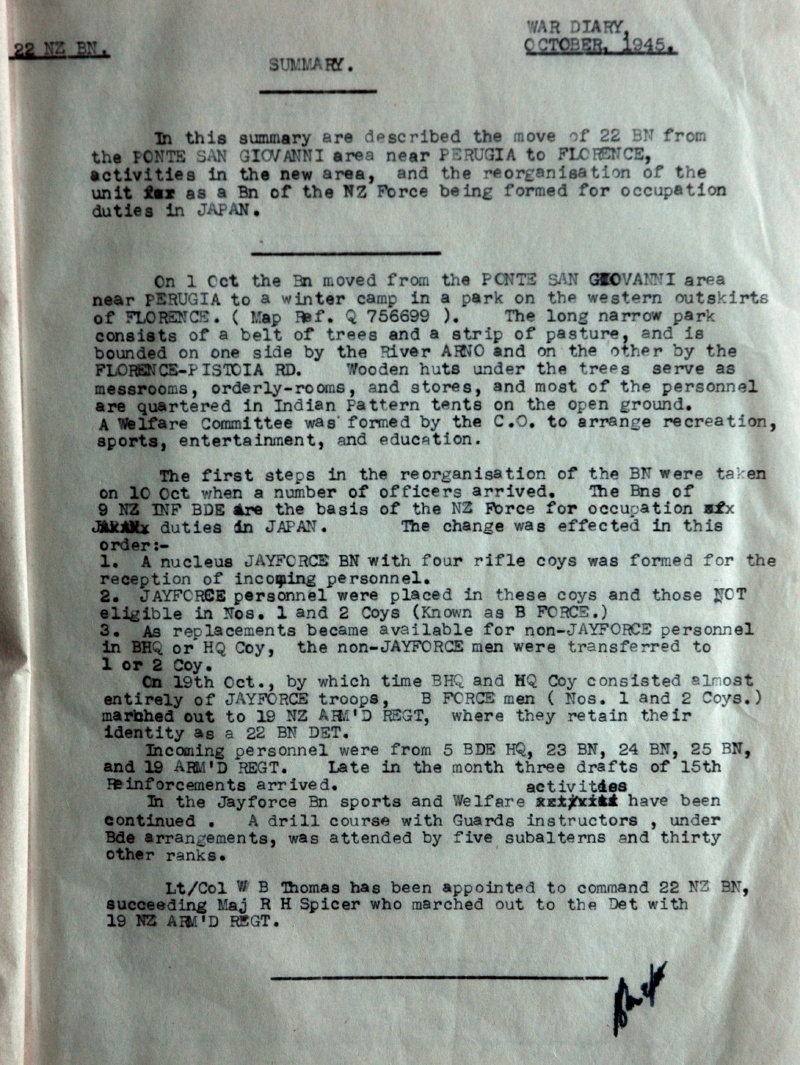 WAR DIARY,
22 NZ BN. OCTOBER, 1945.
SUMMARY.
In this summary are described the move of 22 BN from
the PONTE SAN GIOVANNI area near PERUGIA to FLORENCE,
activities in the new area, and the reorganisation of the
unit for as a Bn of the NZ Force being formed for occupation
duties in JAPAN.
On 1 Oct the Bn moved from the PONTE SAN GIOVANNI area
near PERUGIA to a winter camp in a park on the western outskirts
of FLORENCE. ( Map Ref. Q 756699 ). The long narrow park
consists of a belt of trees and a strip of pasture, and is
bounded on one side by the River ARNO and on the other by the
FLORENCE-PISTOIA RD. Wooden huts under the trees serve as
messrooms, orderly-rooms, and stores, and most of the personnel
are quartered in Indian Pattern tents on the open ground.
A Welfare Committee was formed by the C.O. to arrange recreation,
sports, entertainment, and education.
The first steps in the reorganisation of the BN were taken
on 10 Oct when a number of officers arrived. The Bns of
9 NZ INF BDE are the basis of the NZ Force for occupation
duties in JAPAN. The change was effected in this
order:-
1. A nucleus JAYFORCE BN with four rifle coys was formed for the
reception of incoming personnel.
2. JAYFORCE personnel were placed in these coys and those NOT
eligible in Nos. 1 and 2 Coys (Known as B FORCE.)
3. As replacements became available for non-JAYFORCE personnel
in BHQ or HQ Coy, the non-JAYFORCE men were transferred to
1 or 2 Coy.
On 19th Oct., by which time BHQ and HQ Coy consisted almost
entirely of JAYFORCE troops, B FORCE men ( Nos. 1 and 2 Coys.)
marched out to 19 NZ ARM'D REGT, where they retain their
identity as a 22 BN DET.
Incoming personnel were from 5 BDE HQ, 23 BN, 24 BN, 25 BN,
and 19 ARM'D REGT. Late in the month three drafts of 15th
Reinforcements arrived.
activities
In the Jayforce Bn sports and Welfare have been
continued . A drill course with Guards instructors , under
Bde arrangements, was attended by five subalterns and thirty
other ranks.
Lt/Col W B Thomas has been appointed to command 22 NZ BN,
succeeding Maj R H Spicer who marched out to the Det with
19 NZ ARM'D REGT.